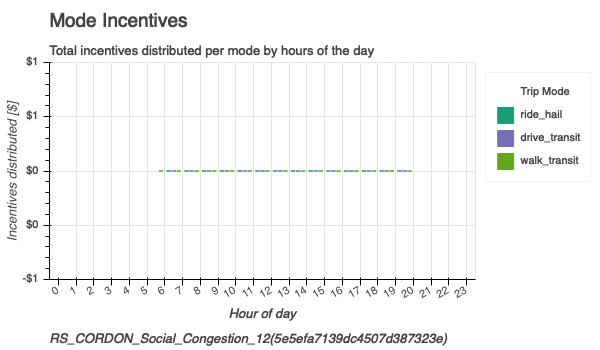 Mode Incentives
Total incentives distributed per mode by hours of the day
Incentives distributed [$]
$1
$1
$0
$0
-$1
0 1 2 3 4 5 6 7 8 9 10 11 12 13 14 15 16 17 18 19 20 21 22 23
Hour of day
Trip Mode
ride_hail
drive_transit
walk_transit
RS_CORDON_Social_Congestion_12(5e5efa7139dc4507d387323e)